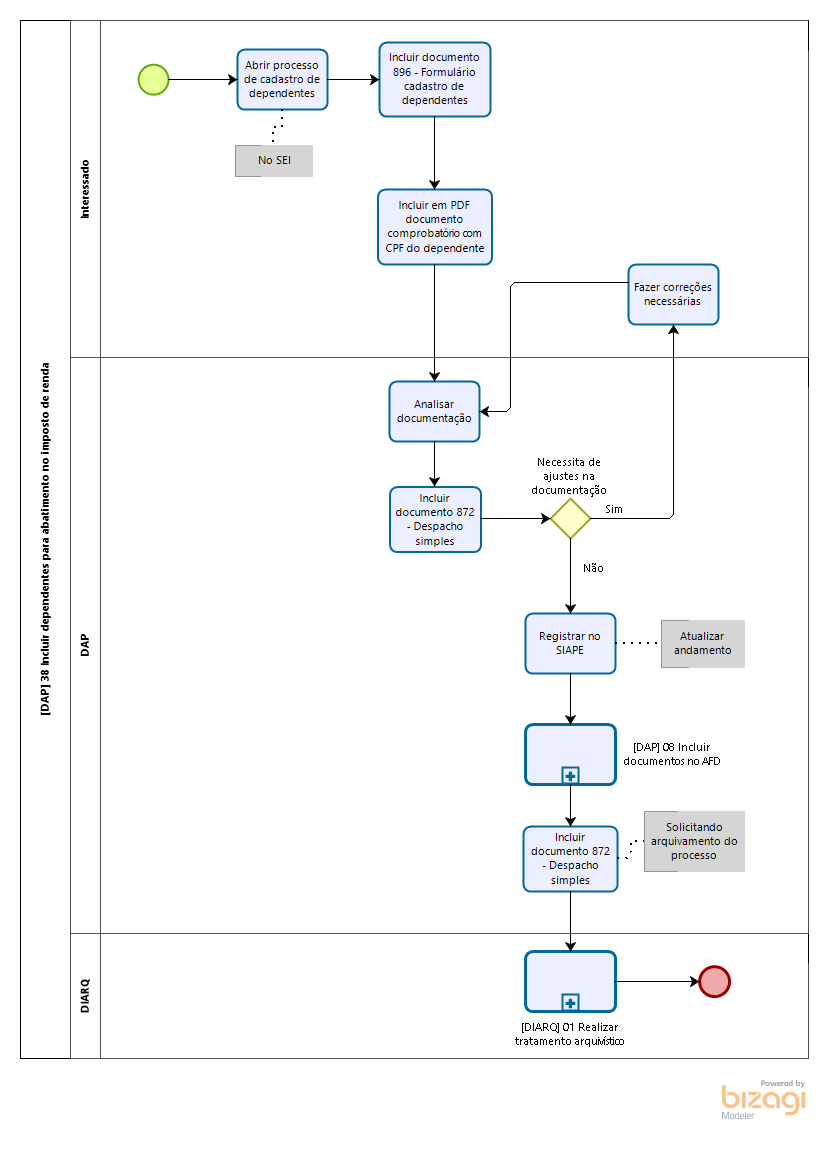 [DAP] 38 Incluir dependentes para abatimento no imposto de renda
Interessado
Abrir processo
de cadastro de
dependentes
Incluir documento
896 - Formulário
cadastro de
dependentes
No SEI
Incluir em PDF
documento
comprobatório com
CPF do dependente
Fazer correções
necessárias
DAP
Analisar
documentação
Incluir
documento 872
- Despacho
simples
Necessita de
ajustes na
documentação
Sim
Não
Registrar no
SIAPE
Atualizar
andamento
[DAP] 08 Incluir
documentos no AFD
Incluir
documento 872
- Despacho
simples
Solicitando
arquivamento do
processo
DIARQ
[DIARQ] 01 Realizar
tratamento arquivístico
Powered by
bizagi
Modeler